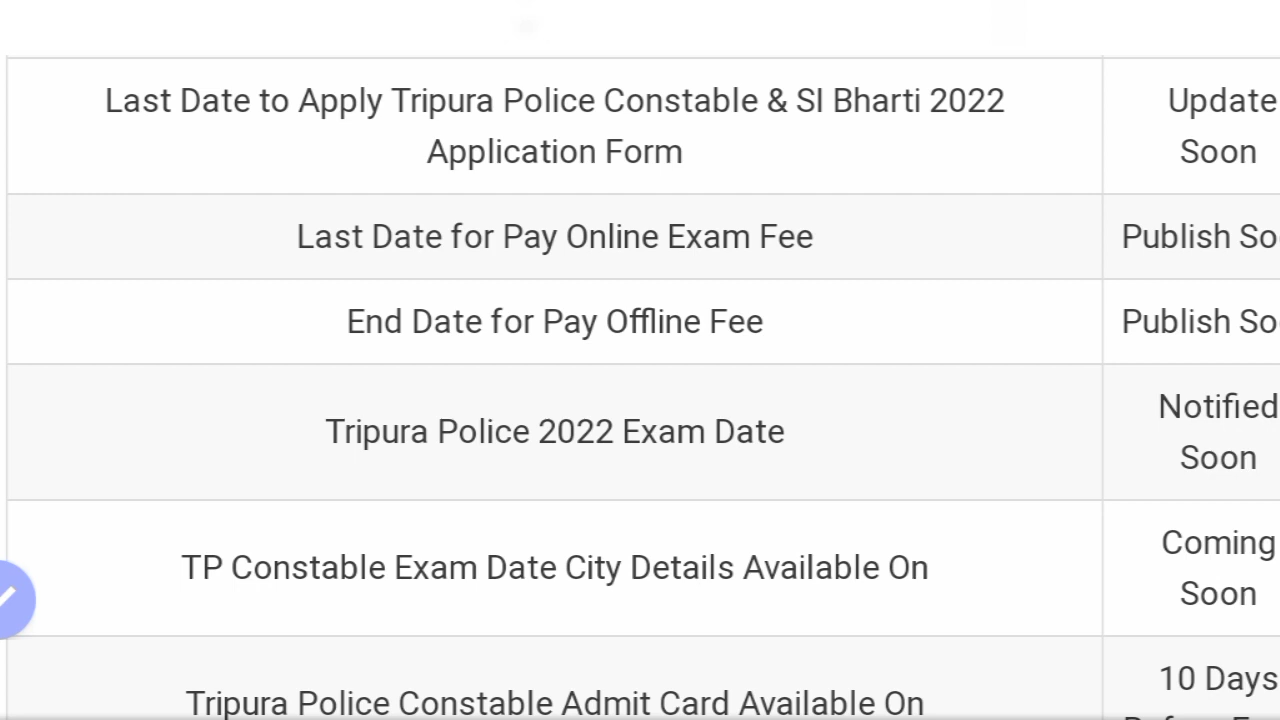 Last Date to Apply Tripura Police Constable & SI Bharti 2022
Application Form
Update
Soon
Last Date for Pay Online Exam Fee
Publish
End Date for Pay Offline Fee
Publish
Tripura Police 2022 Exam Date
Notified
Soon
TP Constable Exam Date City Details Available On
Coming
Soon
Tripura Police Constable Admit Card Available On
10 Days